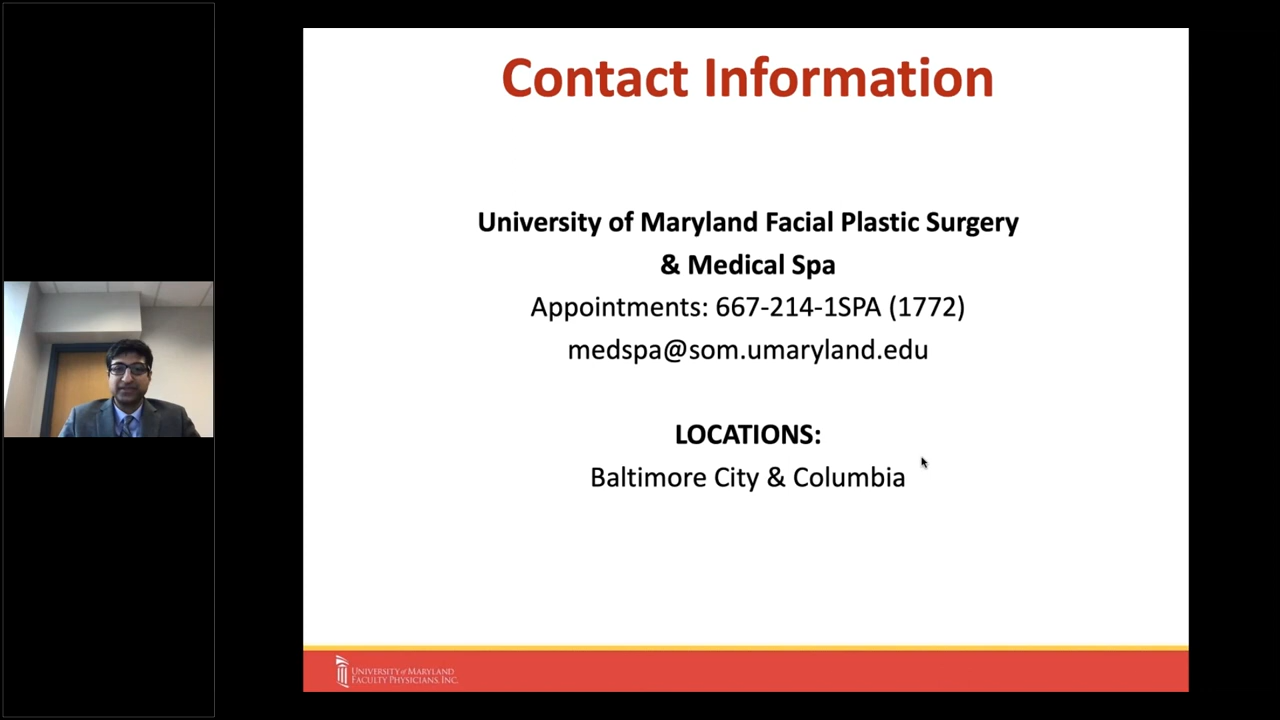 Contact Information
University of Maryland Facial Plastic Surgery
& Medical Spa
Appointments: 667-214-1SPA (1772)
medspa@som.umaryland.edu
LOCATIONS:
Baltimore City & Columbia
UNIVERSITY of MARYLAND
FACULTY PHYSICIANS, INC.